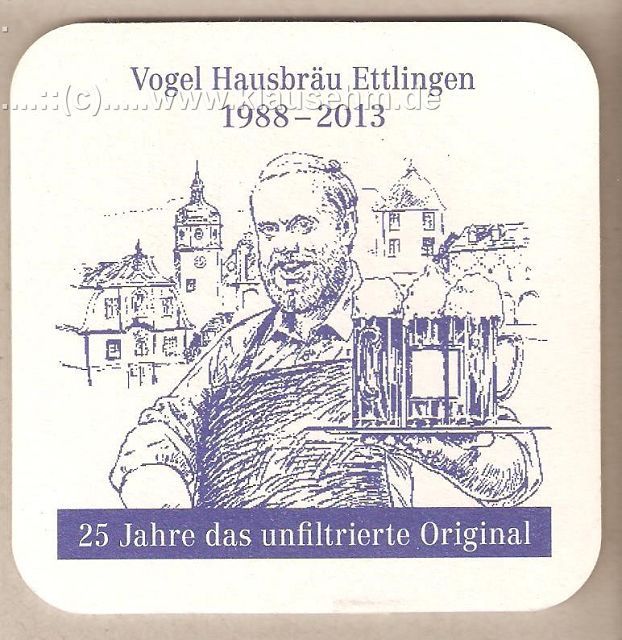 Vogel Hausbräu Ettlingen
.....::(c).....www.klausehm.de
1988–2013
25 Jahre das unfiltrierte Original